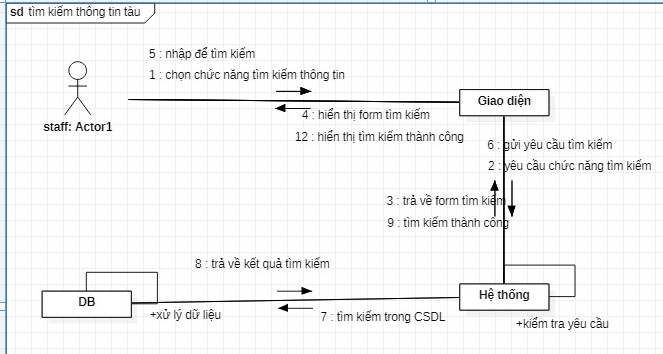 sd tìm kiếm thông tin tàu
5 : nhập để tìm kiếm
1 : chọn chức năng tìm kiếm thông tin
staff: Actor1
Giao diện
4 : hiển thị form tìm kiếm
12 : hiển thị tìm kiếm thành công
6 : gửi yêu cầu tìm kiếm
2 : yêu cầu chức năng tìm kiếm
3 : trả về form tìm kiếm
9 : tìm kiếm thành công
8 : trả về kết quả tìm kiếm
DB
Hệ thống
+xử lý dữ liệu
7 : tìm kiếm trong CSDL
+kiểm tra yêu cầu